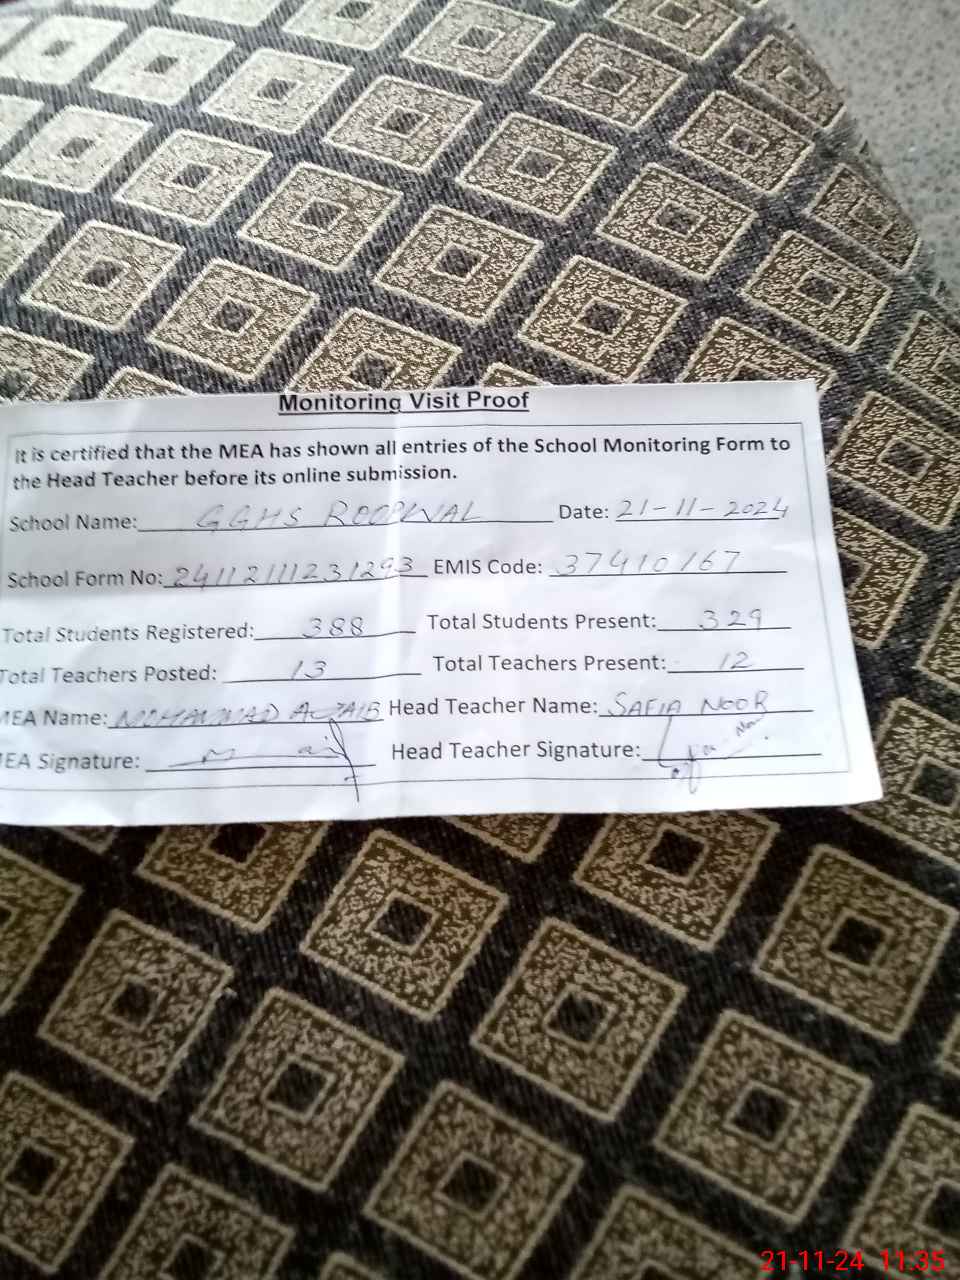 Monitoring Visit Proof
It is certified that the MEA has shown all entries of the School Monitoring Form to
the Head Teacher before its online submission.
School Name: GGHS ROOPWAL Date: 21-11-2024
School Form No: 241121111231293 EMIS Code: 37410167
Total Students Registered: 388 Total Students Present: 329
Total Teachers Posted: 13 Total Teachers Present: 12
MEA Name: MOHAMMAD Head Teacher Name: SAFIA NOOR
MEA Signature: Head Teacher Signature:
21-11-24 11:35